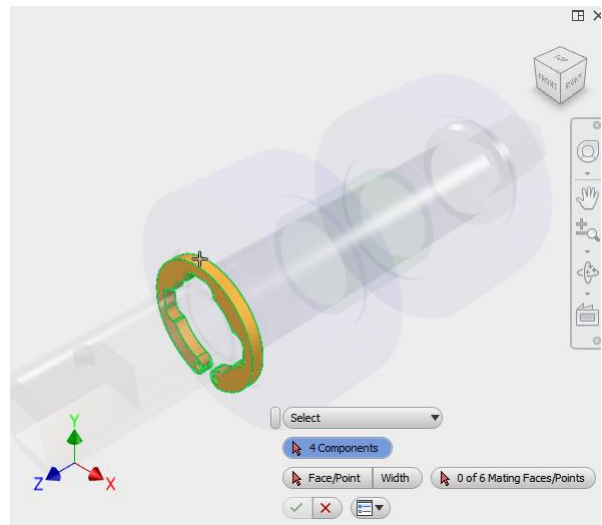 TOP
FRONT
RIGHT
Y
Z
X
Select
4 Components
Face/Point
Width
0 of 6 Mating Faces/Points